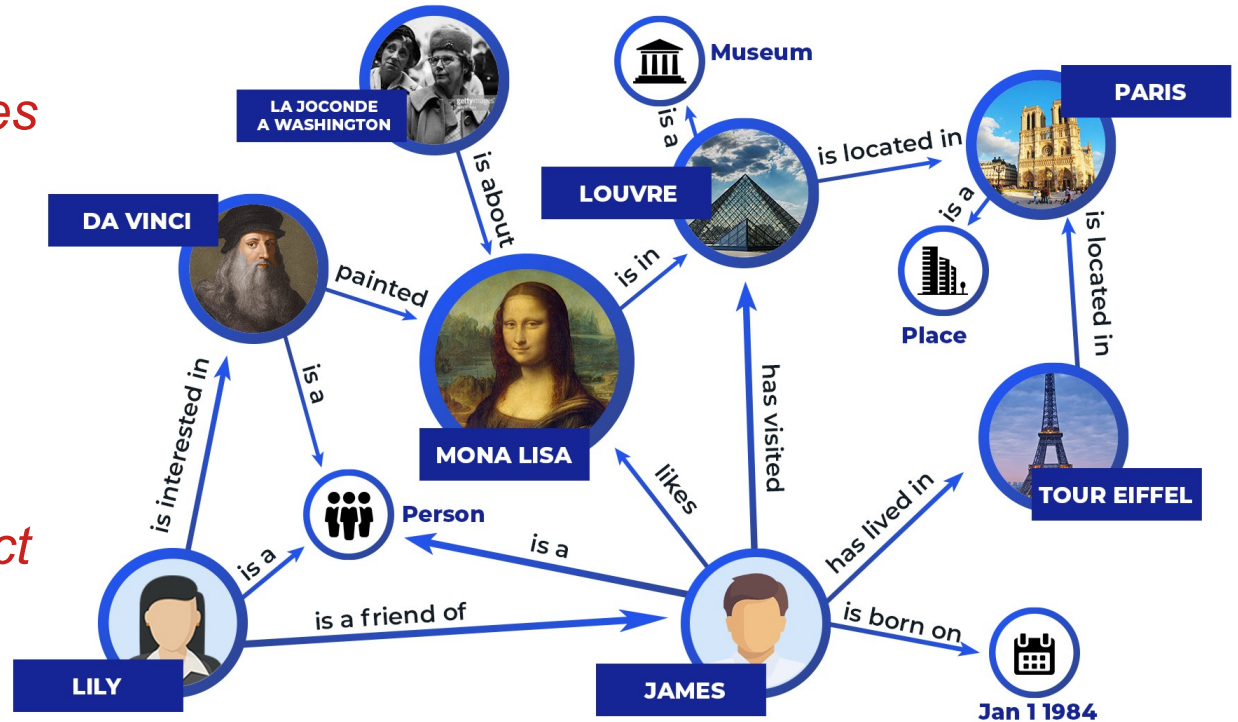 es
ct
LA JOCONDE
A WASHINGTON
Museum
PARIS
is a
is located in
LOUVRE
DA VINCI
is about
painted
is in
is a
Place
is located in
is interested in
is a
MONA LISA
has visited
likes
TOUR EIFFEL
Person
has lived in
is a
is a
is a friend of
is born on
LILY
JAMES
Jan 1 1984